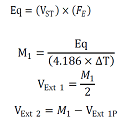 Eq = (V_ST) × (F_E)
M_1 = Eq / (4.186 × ΔT)
V_Ext 1 = M_1 / 2
V_Ext 2 = M_1 − V_Ext 1P